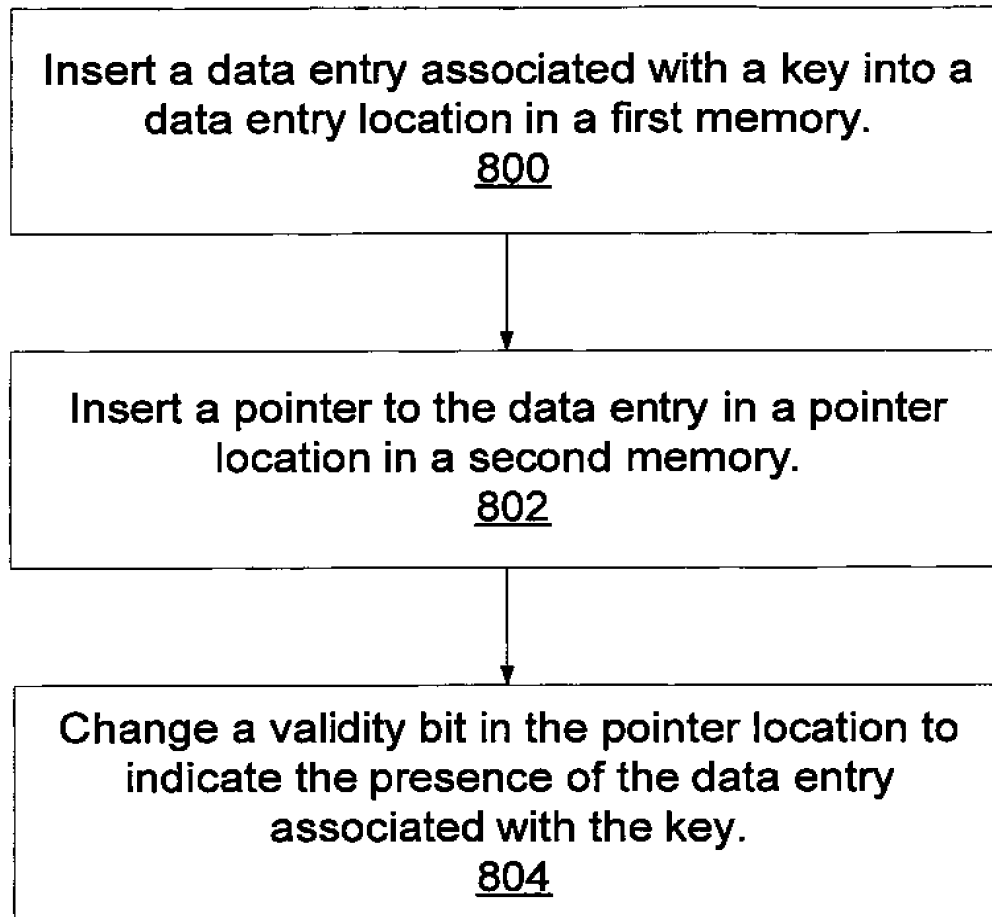 Insert a data entry associated with a key into a
data entry location in a first memory.
800
Insert a pointer to the data entry in a pointer
location in a second memory.
802
Change a validity bit in the pointer location to
indicate the presence of the data entry
associated with the key.
804